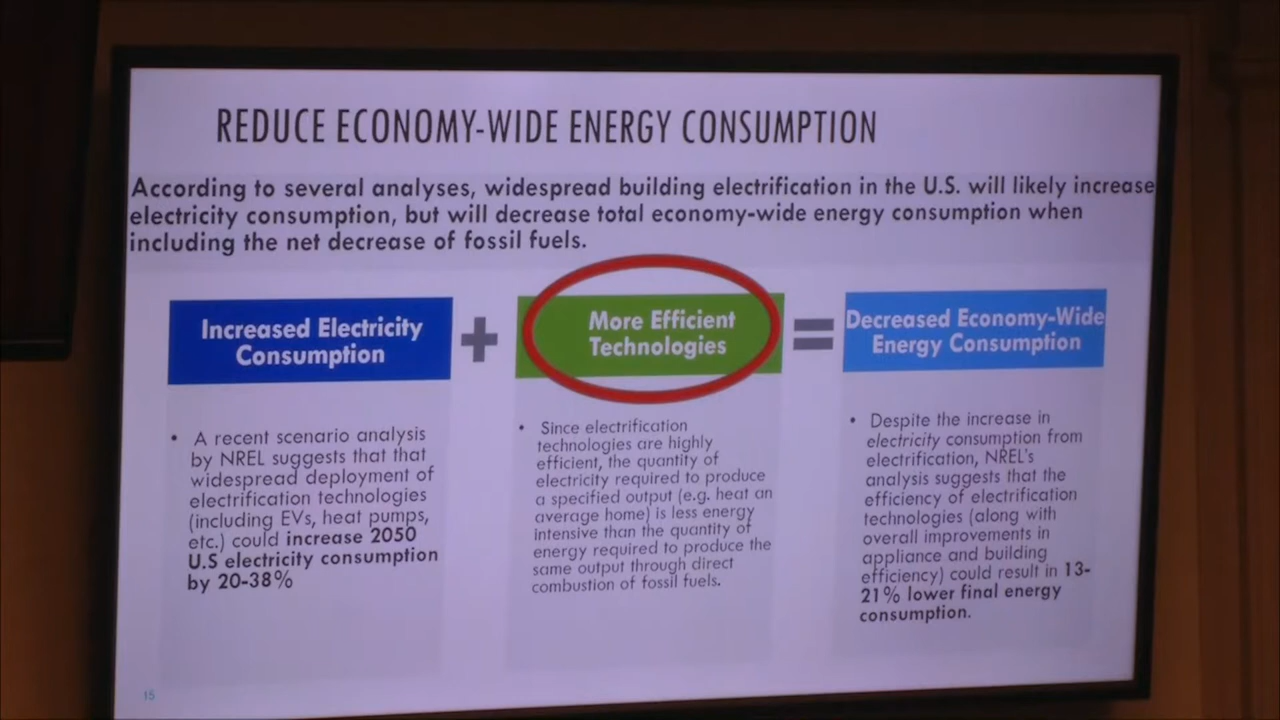 REDUCE ECONOMY-WIDE ENERGY CONSUMPTION
According to several analyses, widespread building electrification in the U.S. will likely increase
electricity consumption, but will decrease total economy-wide energy consumption when
including the net decrease of fossil fuels.
Increased Electricity
Consumption
+
More Efficient
Technologies
=
Decreased Economy-Wide
Energy Consumption
• A recent scenario analysis
by NREL suggests that that
widespread deployment of
electrification technologies
(including EVs, heat pumps,
etc.) could increase 2050
U.S electricity consumption
by 20-38%
• Since electrification
technologies are highly
efficient, the quantity of
electricity required to produce
a specified output (e.g. heat an
average home) is less energy
intensive than the quantity of
energy required to produce the
same output through direct
combustion of fossil fuels.
• Despite the increase in
electricity consumption from
electrification, NREL's
analysis suggests that the
efficiency of electrification
technologies (along with
overall improvements in
appliance and building
efficiency) could result in 13-
21% lower final energy
consumption.
15